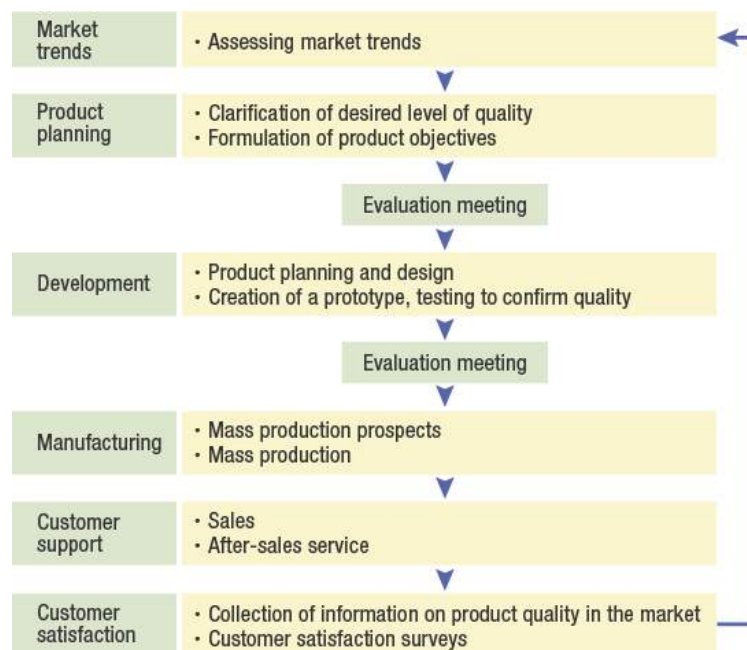 Market
trends
・Assessing market trends
Product
planning
・Clarification of desired level of quality
・Formulation of product objectives
Evaluation meeting
Development
・Product planning and design
・Creation of a prototype, testing to confirm quality
Evaluation meeting
Manufacturing
・Mass production prospects
・Mass production
Customer
support
・Sales
・After-sales service
Customer
satisfaction
・Collection of information on product quality in the market
・Customer satisfaction surveys